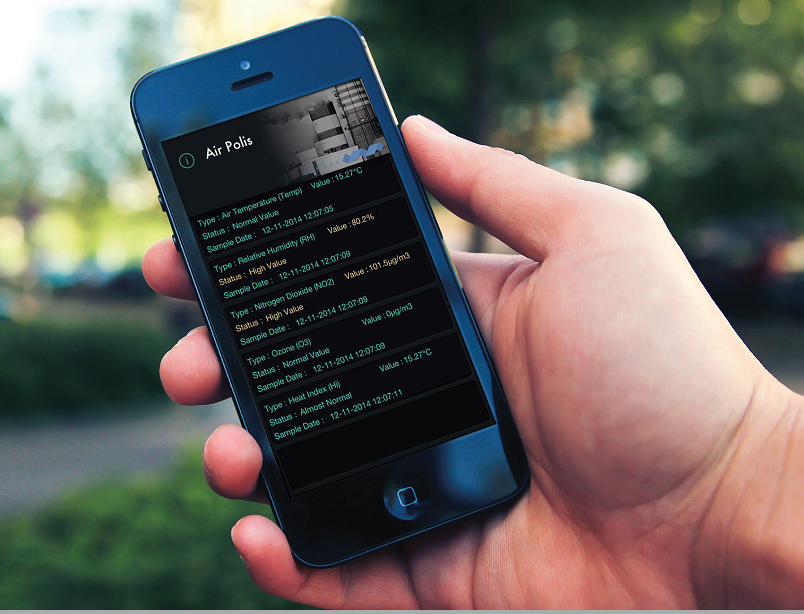 Air Polis
Type : Air Temperature (Temp) Value : 15.27°C
Status : Normal Value
Sample Date : 12-11-2014 12:07:05
Type : Relative Humidity (RH) Value : 80.2%
Status : High Value
Sample Date : 12-11-2014 12:07:09
Type : Nitrogen Dioxide (NO2) Value : 101.5µg/m3
Status : High Value
Sample Date : 12-11-2014 12:07:09
Type : Ozone (O3) Value : 0µg/m3
Status : Normal Value
Sample Date : 12-11-2014 12:07:09
Type : Heat Index (HI) Value : 15.27°C
Status : Almost Normal
Sample Date : 12-11-2014 12:07:11